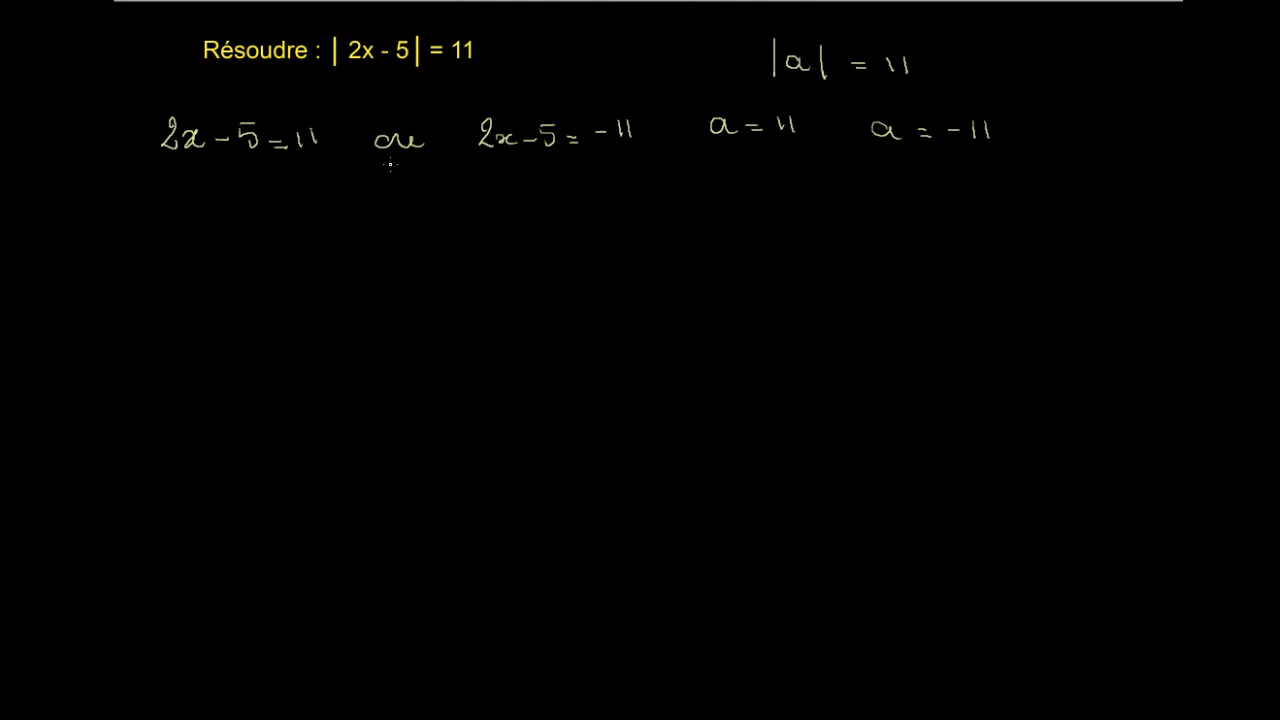 Résoudre : | 2x - 5 | = 11
|a| = 11
2x - 5 = 11 ou 2x - 5 = - 11
a = 11 a = - 11